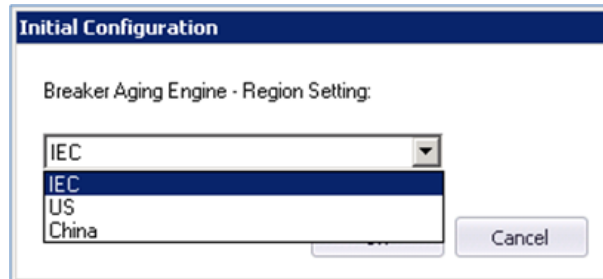 Initial Configuration
Breaker Aging Engine - Region Setting:
IEC
IEC
US
China
Cancel